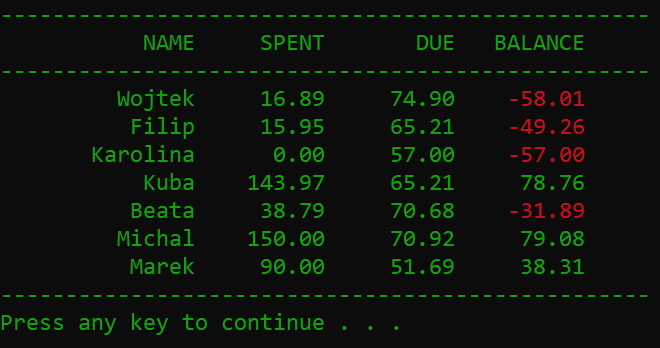 --------------------------------------------------
NAME SPENT DUE BALANCE
--------------------------------------------------
Wojtek 16.89 74.90 -58.01
Filip 15.95 65.21 -49.26
Karolina 0.00 57.00 -57.00
Kuba 143.97 65.21 78.76
Beata 38.79 70.68 -31.89
Michal 150.00 70.92 79.08
Marek 90.00 51.69 38.31
--------------------------------------------------
Press any key to continue . . .